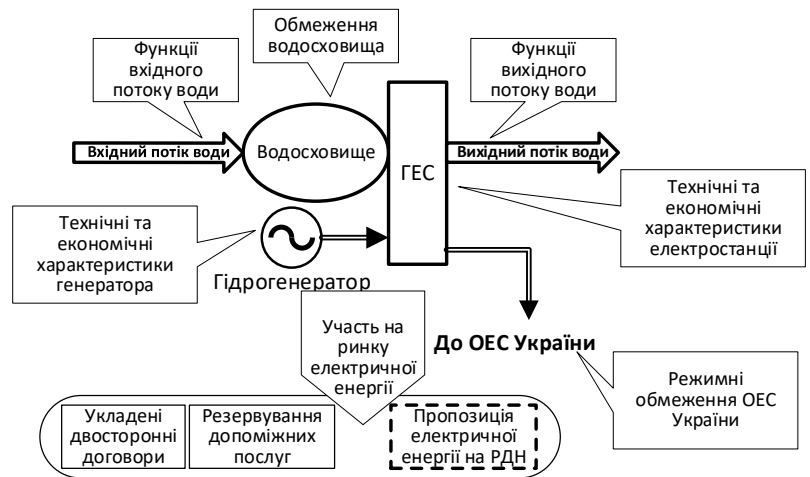 Обмеження
водосховища
Функції
вхідного
потоку води
Функції
вихідного
потоку води
Вхідний потік води
Водосховище
ГЕС
Вихідний потік води
Технічні та
економічні
характеристики
генератора
Гідрогенератор
Технічні та
економічні
характеристики
електростанції
Участь на
ринку
електричної
енергії
До ОЕС України
Режимні
обмеження ОЕС
України
Укладені
двосторонні
договори
Резервування
допоміжних
послуг
Пропозиція
електричної
енергії на РДН